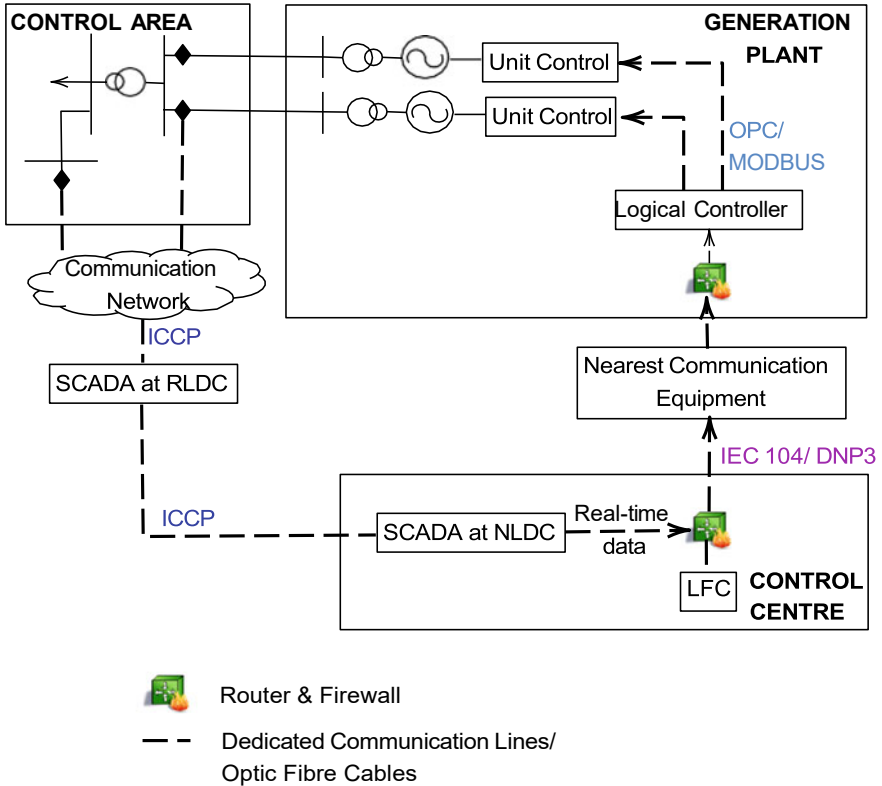 CONTROL AREA
GENERATION
PLANT
Unit Control
Unit Control
OPC/
MODBUS
Logical Controller
Communication
Network
ICCP
SCADA at RLDC
Nearest Communication
Equipment
IEC 104/ DNP3
ICCP
SCADA at NLDC
Real-time
data
LFC
CONTROL
CENTRE
Router & Firewall
Dedicated Communication Lines/
Optic Fibre Cables